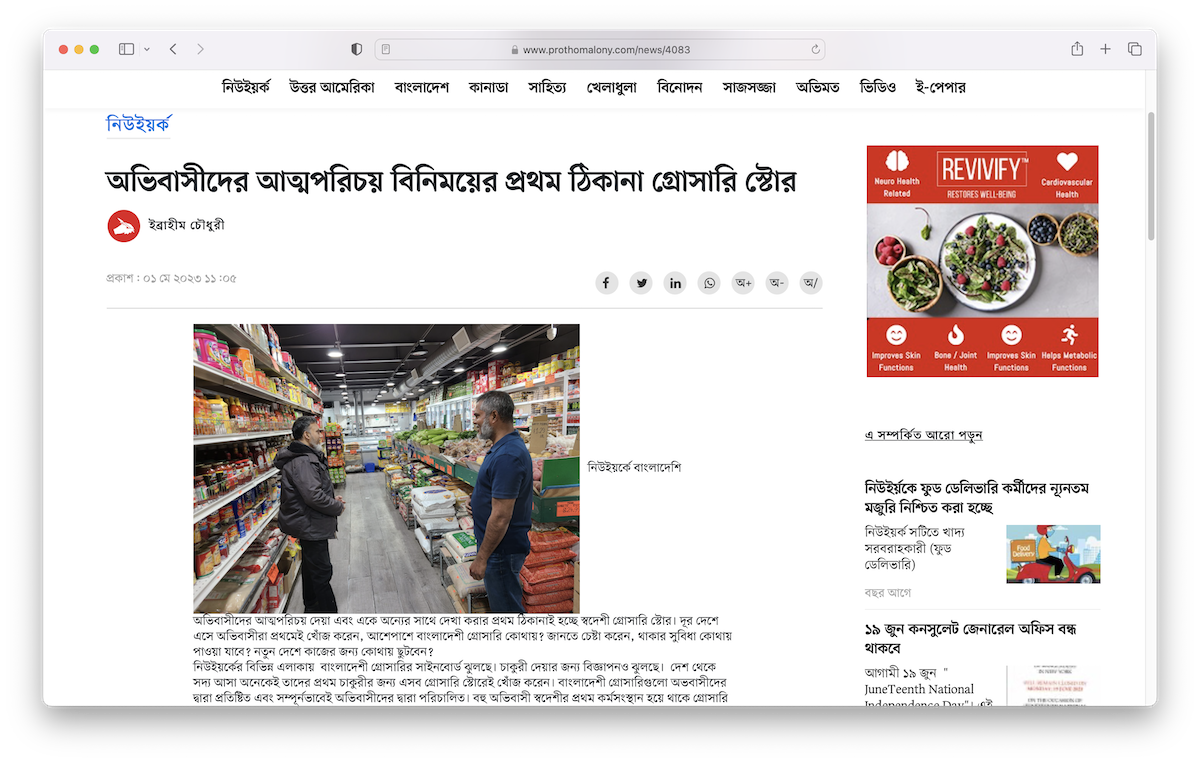 www.prothomalony.com/news/4083
নিউইয়র্ক উত্তর আমেরিকা বাংলাদেশ কানাডা সাহিত্য খেলাধুলা বিনোদন সাজসজ্জা অভিমত ভিডিও ই-পেপার
নিউইয়র্ক
অভিবাসীদের আত্মপরিচয় বিনিময়ের প্রথম ঠিকানা গ্রোসারি স্টোর
ইব্রাহীম চৌধুরী
প্রকাশ : ০১ মে ২০২৩ ১১ :০৫
অ+ অ- অ/
নিউইয়র্কে বাংলাদেশি
অভিবাসীদের আত্মপরিচয় দেয়া এবং একে অন্যের সাথে দেখা করার প্রথম ঠিকানাই হচ্ছে স্বদেশী গ্রোসারি ষ্টোর। দূর দেশে
এসে অভিবাসীরা প্রথমেই খোঁজ করেন, আশেপাশে বাংলাদেশী গ্রোসারি কোথায়? জানতে চেষ্টা করেন, থাকার সুবিধা কোথায়
পাওয়া যাবে? নতুন দেশে কাজের জন্য কোথায় ছুটবেন?
নিউইয়র্কের বিভিন্ন এলাকায় বাংলাদেশী গ্রোসারির সাইনবোর্ড ঝুলছে। চাকুরী দেয়ার জন্য বিজ্ঞাপনও ঝুলছে। দেশ থেকে
সদ্য আসা অনেকেই তাদের প্রথম কাজটিও এসব গ্রোসারি ষ্টোরেই পেয়ে থাকেন। বাংলাদেশী গ্রোসারিগুলো অভবাসীদের
দ্বারা প্রতিষ্টিত এবং সম্পূর্নভাবে অভিবাসীদের দ্বারা পরিচালিত। বহু অভিবাসীর প্রথম কর্মস্থলও হয়ে থাকে গ্রোসারি
REVIVIFY™
RESTORES WELL-BEING
Neuro Health
Related
Cardiovascular
Health
Improves Skin
Functions
Bone / Joint
Health
Improves Skin
Functions
Helps Metabolic
Functions
এ সম্পর্কিত আরো পড়ুন
নিউইর্য়কে ফুড ডেলিভারি কর্মীদের ন্যূনতম
মজুরি নিশ্চিত করা হচ্ছে
নিউইয়র্ক সটিতে খাদ্য
সরবরাহকারী (ফুড
ডেলিভারি)
Food
Delivery
বছর আগে
১৯ জুন কনসুলেট জেনারেল অফিস বন্ধ
থাকবে
আগামী ১৯ জুন "
JuneTeenth National
Independence Day"। এই